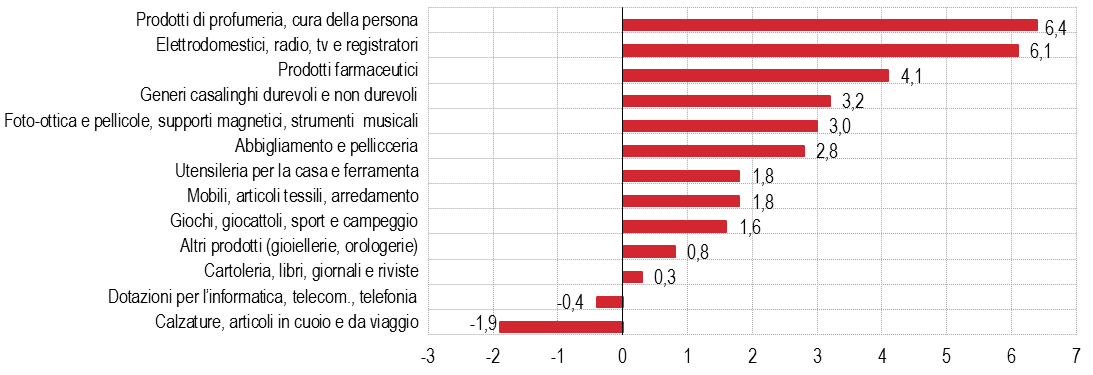 Prodotti di profumeria, cura della persona 6,4
Elettrodomestici, radio, tv e registratori 6,1
Prodotti farmaceutici 4,1
Generi casalinghi durevoli e non durevoli 3,2
Foto-ottica e pellicole, supporti magnetici, strumenti musicali 3,0
Abbigliamento e pellicceria 2,8
Utensileria per la casa e ferramenta 1,8
Mobili, articoli tessili, arredamento 1,8
Giochi, giocattoli, sport e campeggio 1,6
Altri prodotti (gioiellerie, orologerie) 0,8
Cartoleria, libri, giornali e riviste 0,3
Dotazioni per l’informatica, telecom., telefonia -0,4
Calzature, articoli in cuoio e da viaggio -1,9
-3 -2 -1 0 1 2 3 4 5 6 7